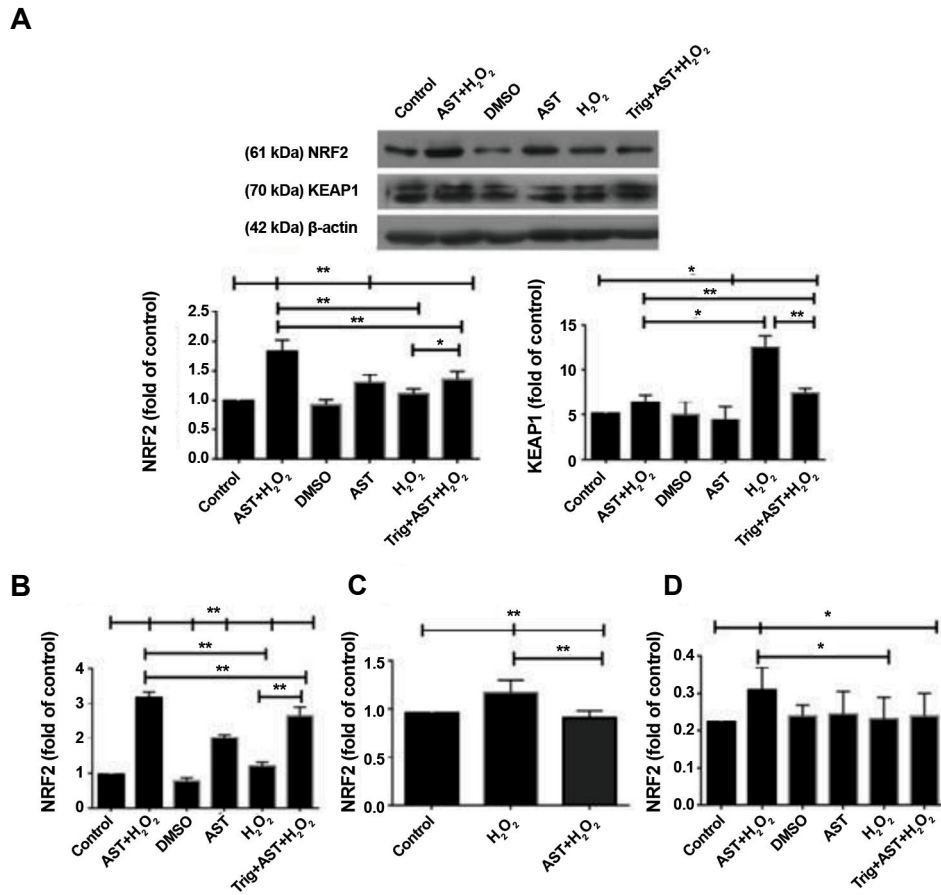 A
Control
AST+H₂O₂
DMSO
AST
H₂O₂
Trig+AST+H₂O₂
(61 kDa) NRF2
(70 kDa) KEAP1
(42 kDa) β-actin
**
**
**
*
NRF2 (fold of control)
2.5
2.0
1.5
1.0
0.5
0.0
Control
AST+H₂O₂
DMSO
AST
H₂O₂
Trig+AST+H₂O₂
*
**
*
**
KEAP1 (fold of control)
15
10
5
0
Control
AST+H₂O₂
DMSO
AST
H₂O₂
Trig+AST+H₂O₂
B
**
**
**
**
NRF2 (fold of control)
4
3
2
1
0
Control
AST+H₂O₂
DMSO
AST
H₂O₂
Trig+AST+H₂O₂
C
**
**
NRF2 (fold of control)
1.5
1.0
0.5
0.0
Control
H₂O₂
AST+H₂O₂
D
*
*
NRF2 (fold of control)
0.4
0.3
0.2
0.1
0.0
Control
AST+H₂O₂
DMSO
AST
H₂O₂
Trig+AST+H₂O₂